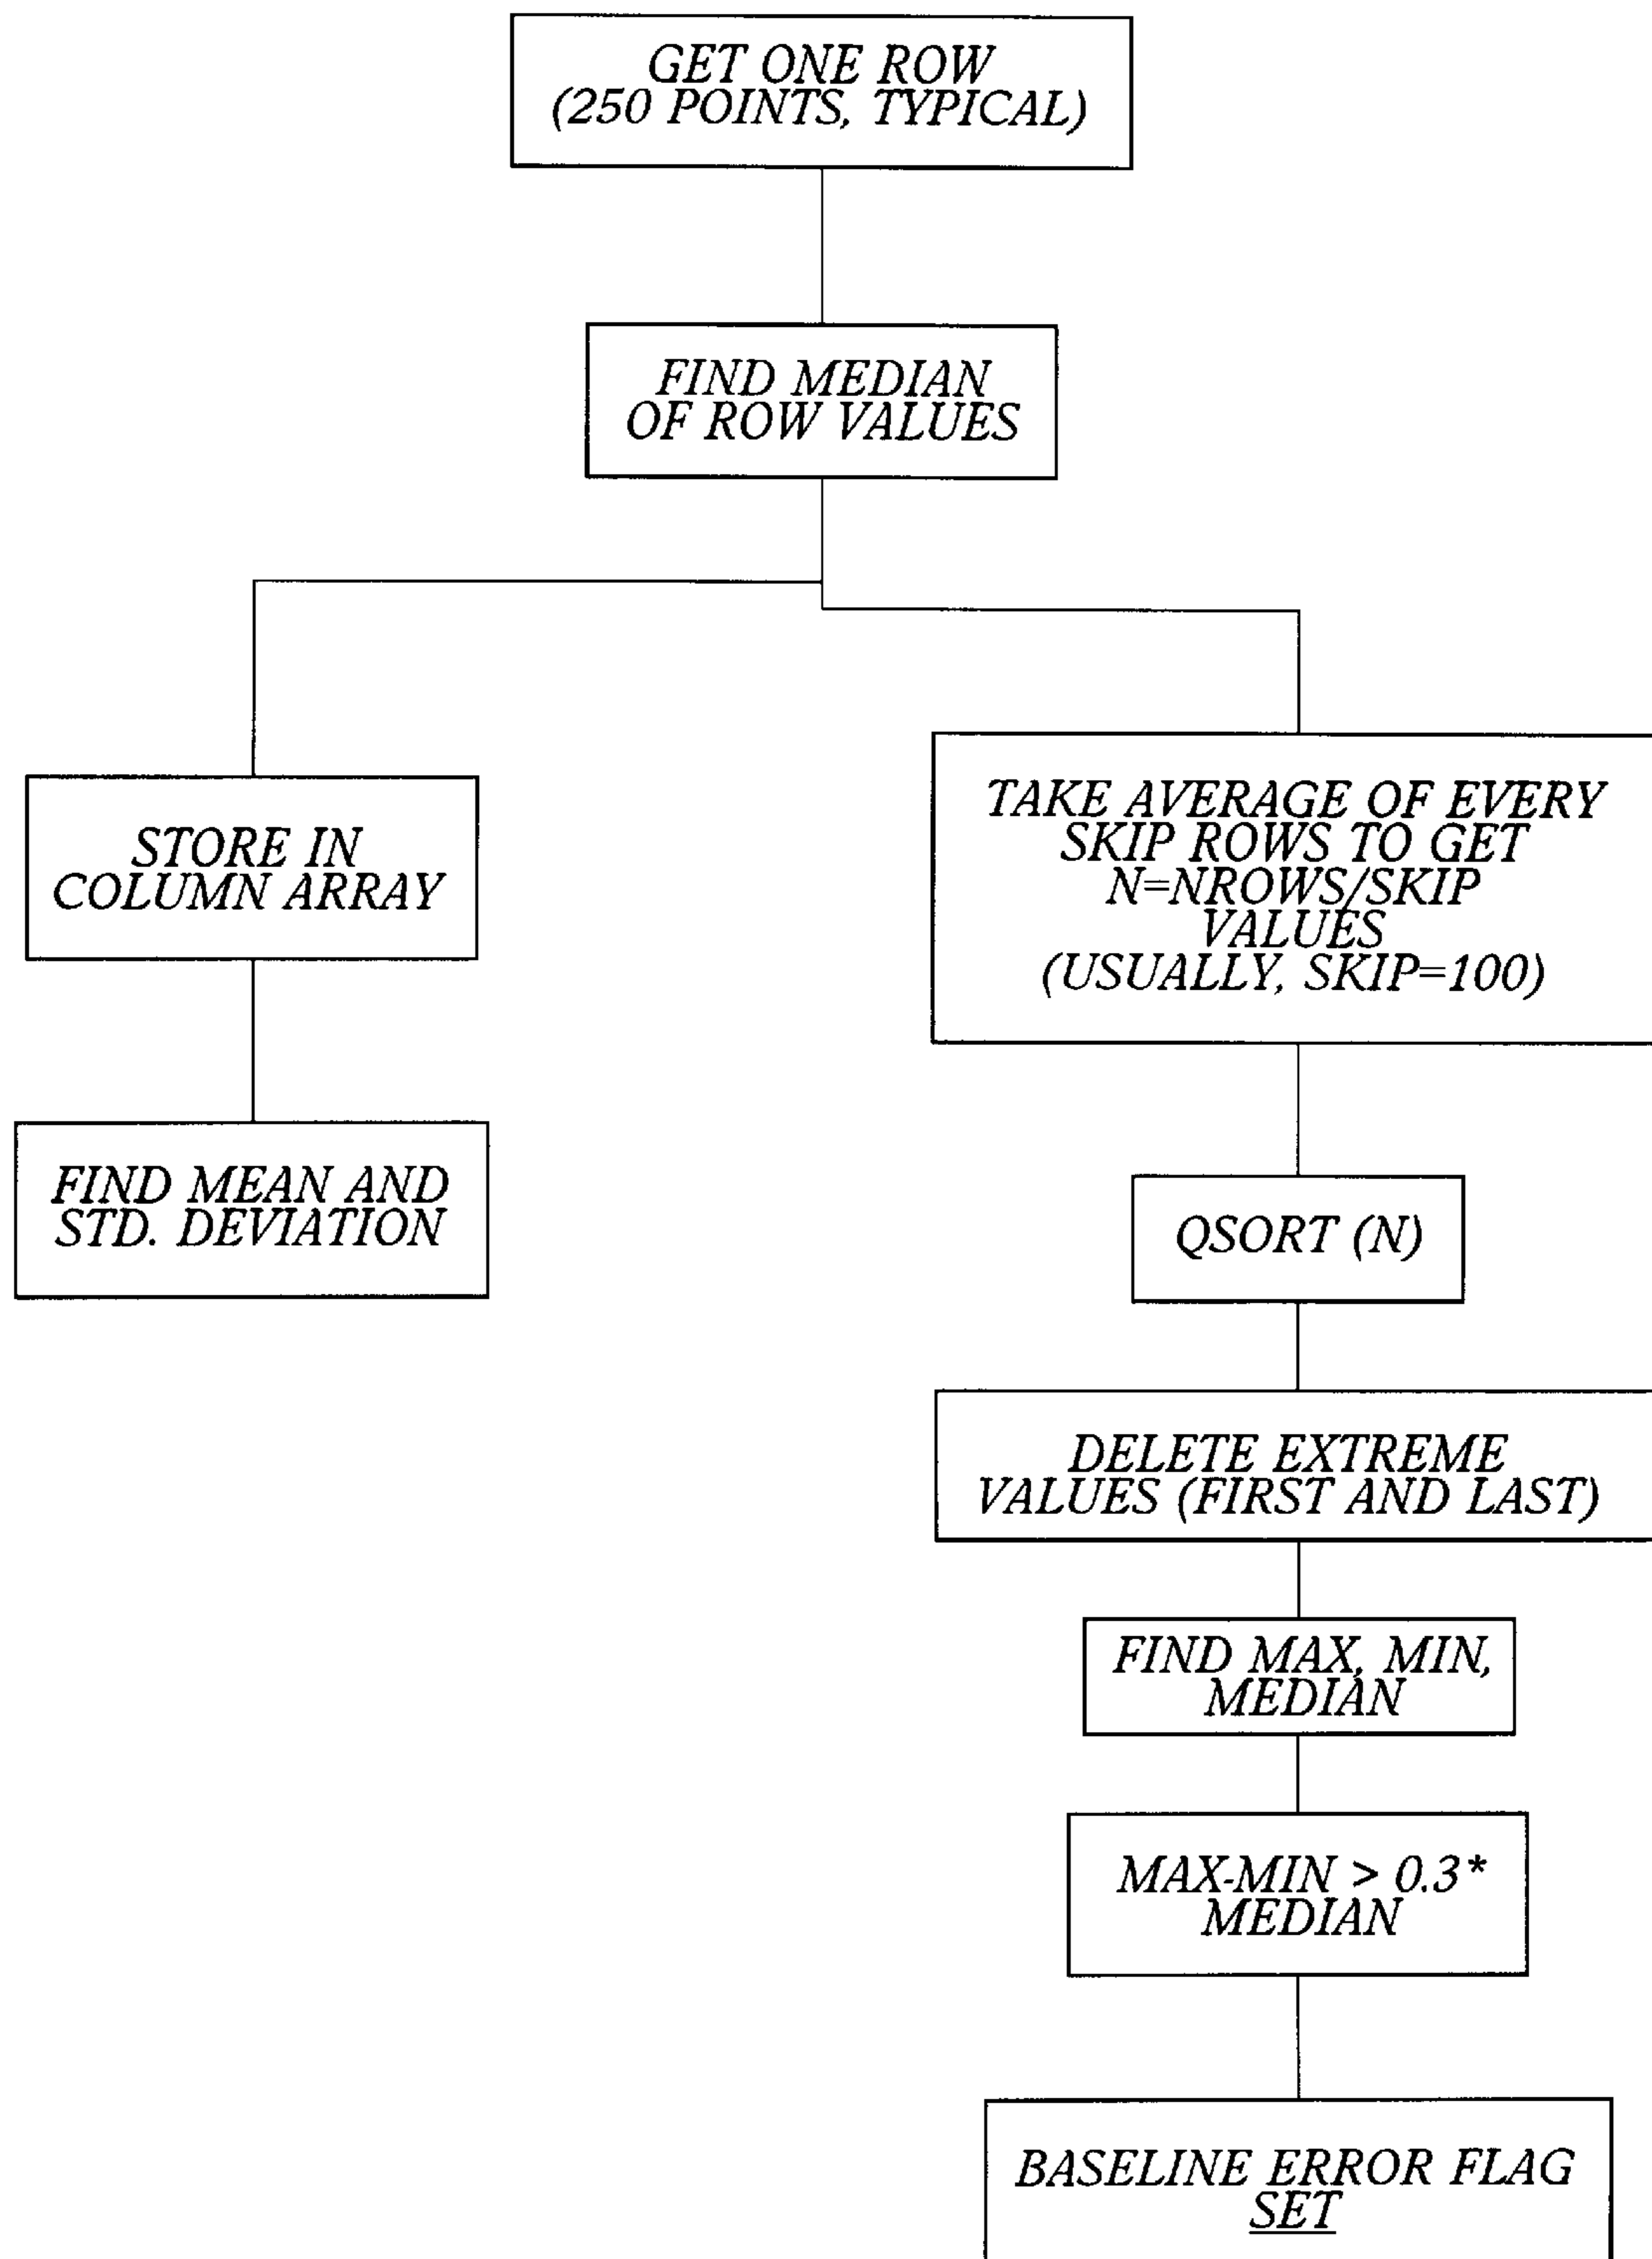 GET ONE ROW
(250 POINTS, TYPICAL)
FIND MEDIAN
OF ROW VALUES
STORE IN
COLUMN ARRAY
FIND MEAN AND
STD. DEVIATION
TAKE AVERAGE OF EVERY
SKIP ROWS TO GET
N=NROWS/SKIP
VALUES
(USUALLY, SKIP=100)
QSORT (N)
DELETE EXTREME
VALUES (FIRST AND LAST)
FIND MAX, MIN,
MEDIAN
MAX-MIN > 0.3*
MEDIAN
BASELINE ERROR FLAG
SET